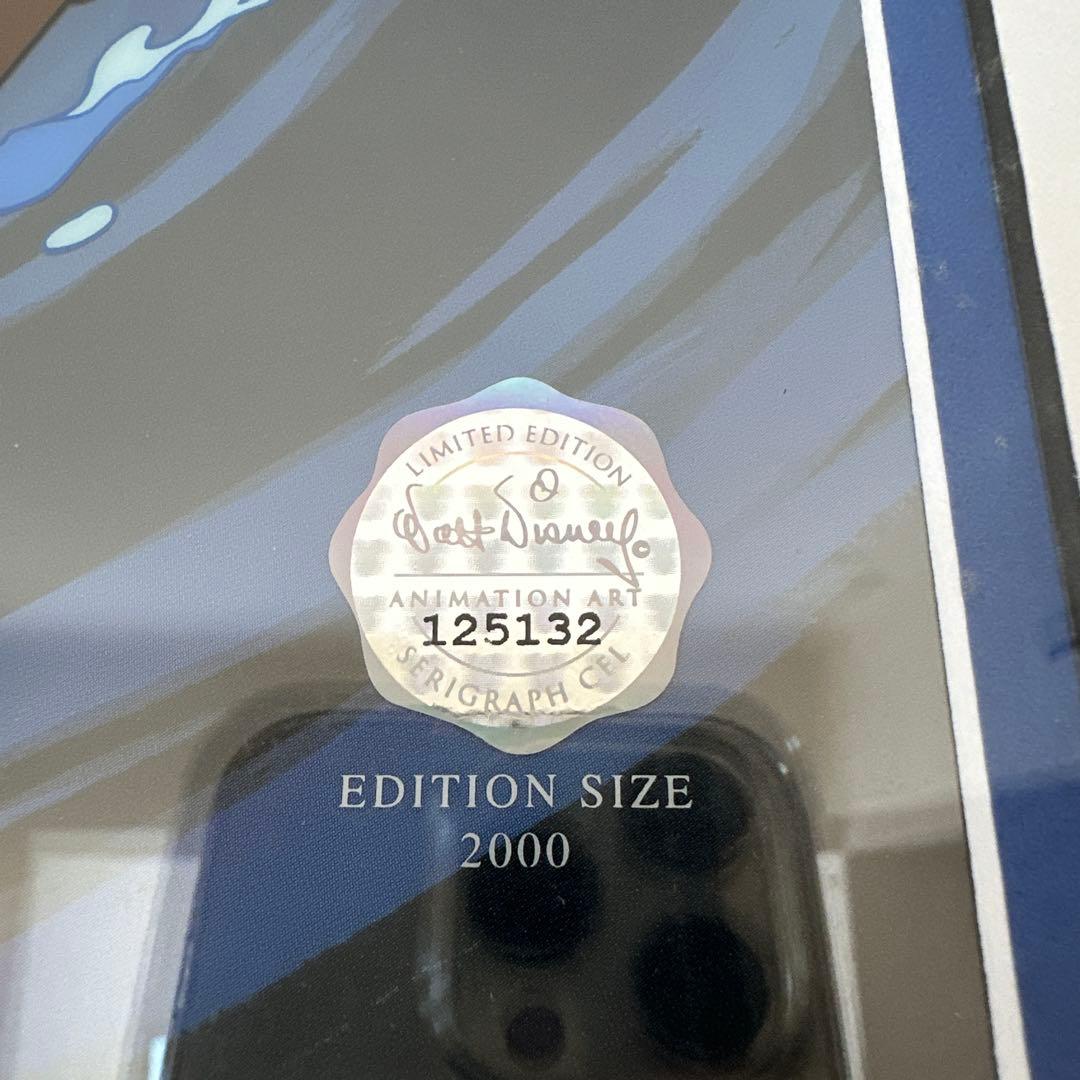 LIMITED EDITION
Walt Disney
ANIMATION ART
125132
SERIGRAPH CEL
EDITION SIZE
2000